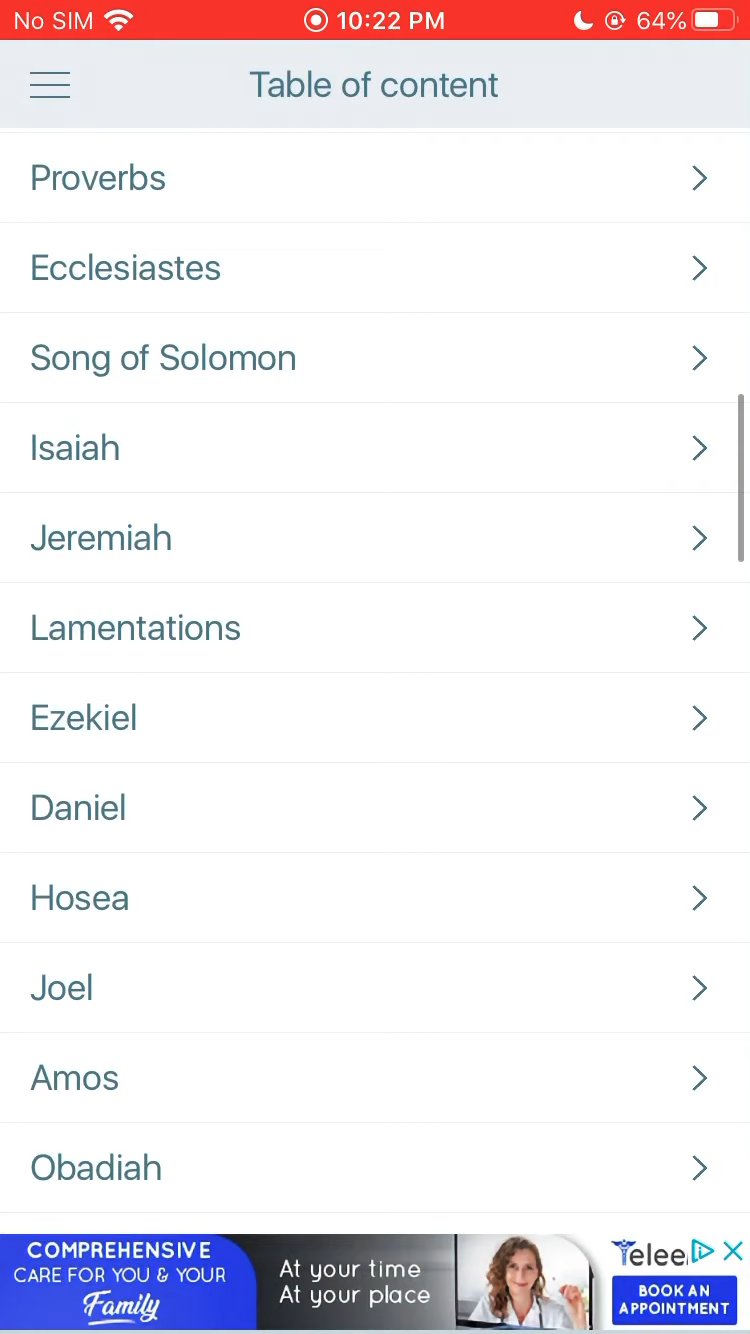 No SIM 10:22 PM 64%
Table of content
Proverbs
Ecclesiastes
Song of Solomon
Isaiah
Jeremiah
Lamentations
Ezekiel
Daniel
Hosea
Joel
Amos
Obadiah
COMPREHENSIVE
CARE FOR YOU & YOUR
Family
At your time
At your place
BOOK AN
APPOINTMENT